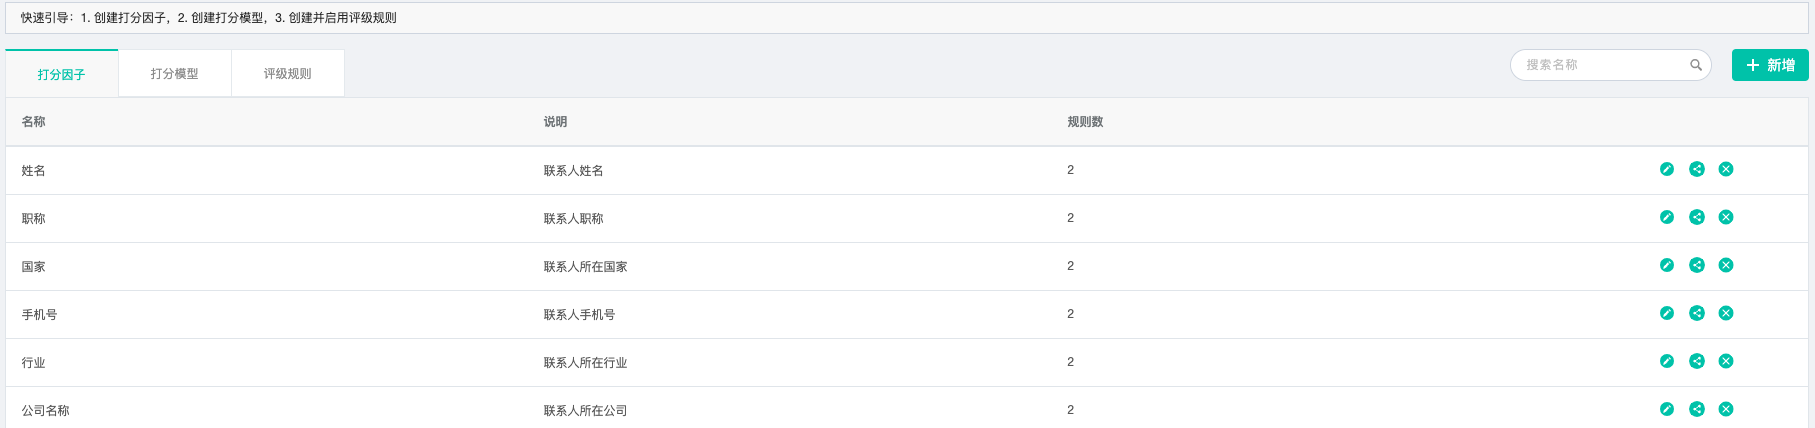 快速引导：1. 创建打分因子，2. 创建打分模型，3. 创建并启用评级规则
打分因子 打分模型 评级规则 搜索名称 新增
名称 说明 规则数
姓名 联系人姓名 2
职称 联系人职称 2
国家 联系人所在国家 2
手机号 联系人手机号 2
行业 联系人所在行业 2
公司名称 联系人所在公司 2